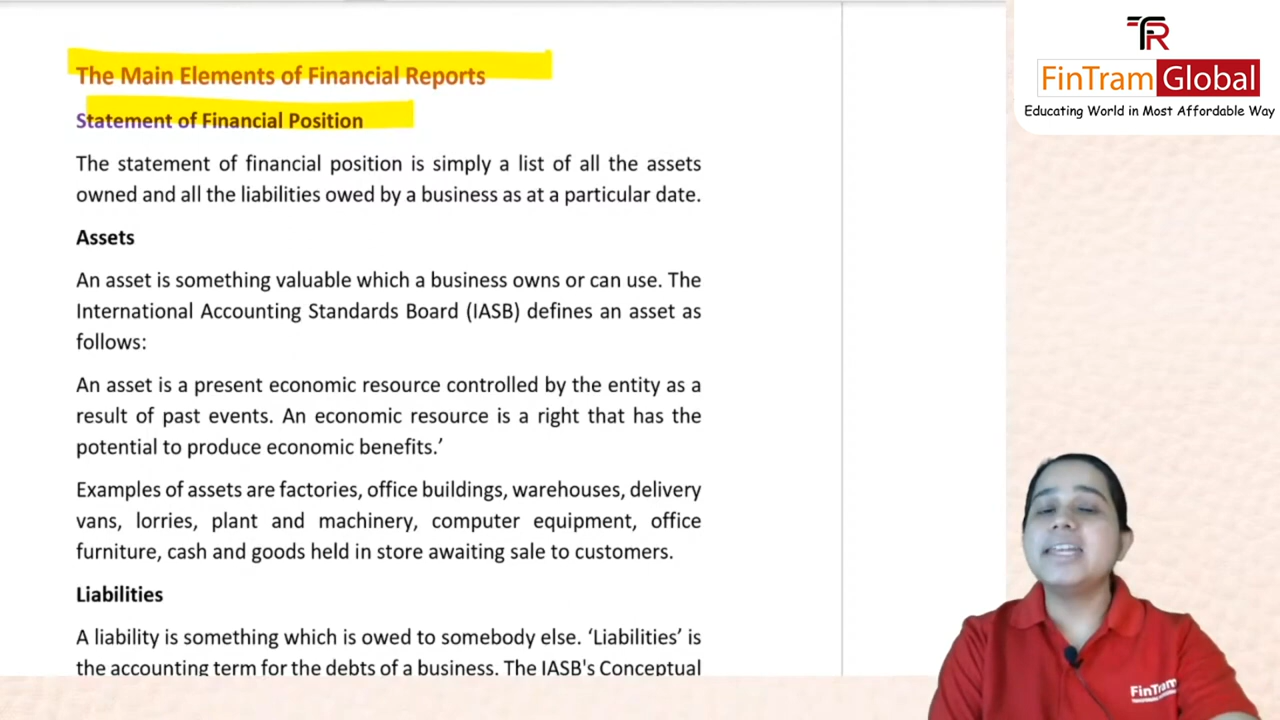 The Main Elements of Financial Reports
Statement of Financial Position
The statement of financial position is simply a list of all the assets
owned and all the liabilities owed by a business as at a particular date.
Assets
An asset is something valuable which a business owns or can use. The
International Accounting Standards Board (IASB) defines an asset as
follows:
An asset is a present economic resource controlled by the entity as a
result of past events. An economic resource is a right that has the
potential to produce economic benefits.’
Examples of assets are factories, office buildings, warehouses, delivery
vans, lorries, plant and machinery, computer equipment, office
furniture, cash and goods held in store awaiting sale to customers.
Liabilities
A liability is something which is owed to somebody else. ‘Liabilities’ is
the accounting term for the debts of a business. The IASB's Conceptual
FinTram Global
Educating World in Most Affordable Way
FinTram